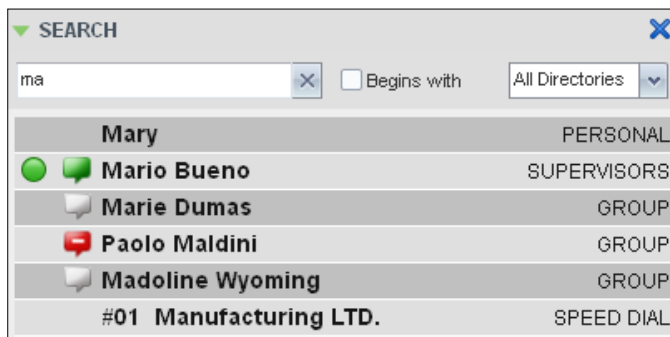 SEARCH
ma Begins with All Directories
Mary PERSONAL
Mario Bueno SUPERVISORS
Marie Dumas GROUP
Paolo Maldini GROUP
Madoline Wyoming GROUP
#01 Manufacturing LTD. SPEED DIAL